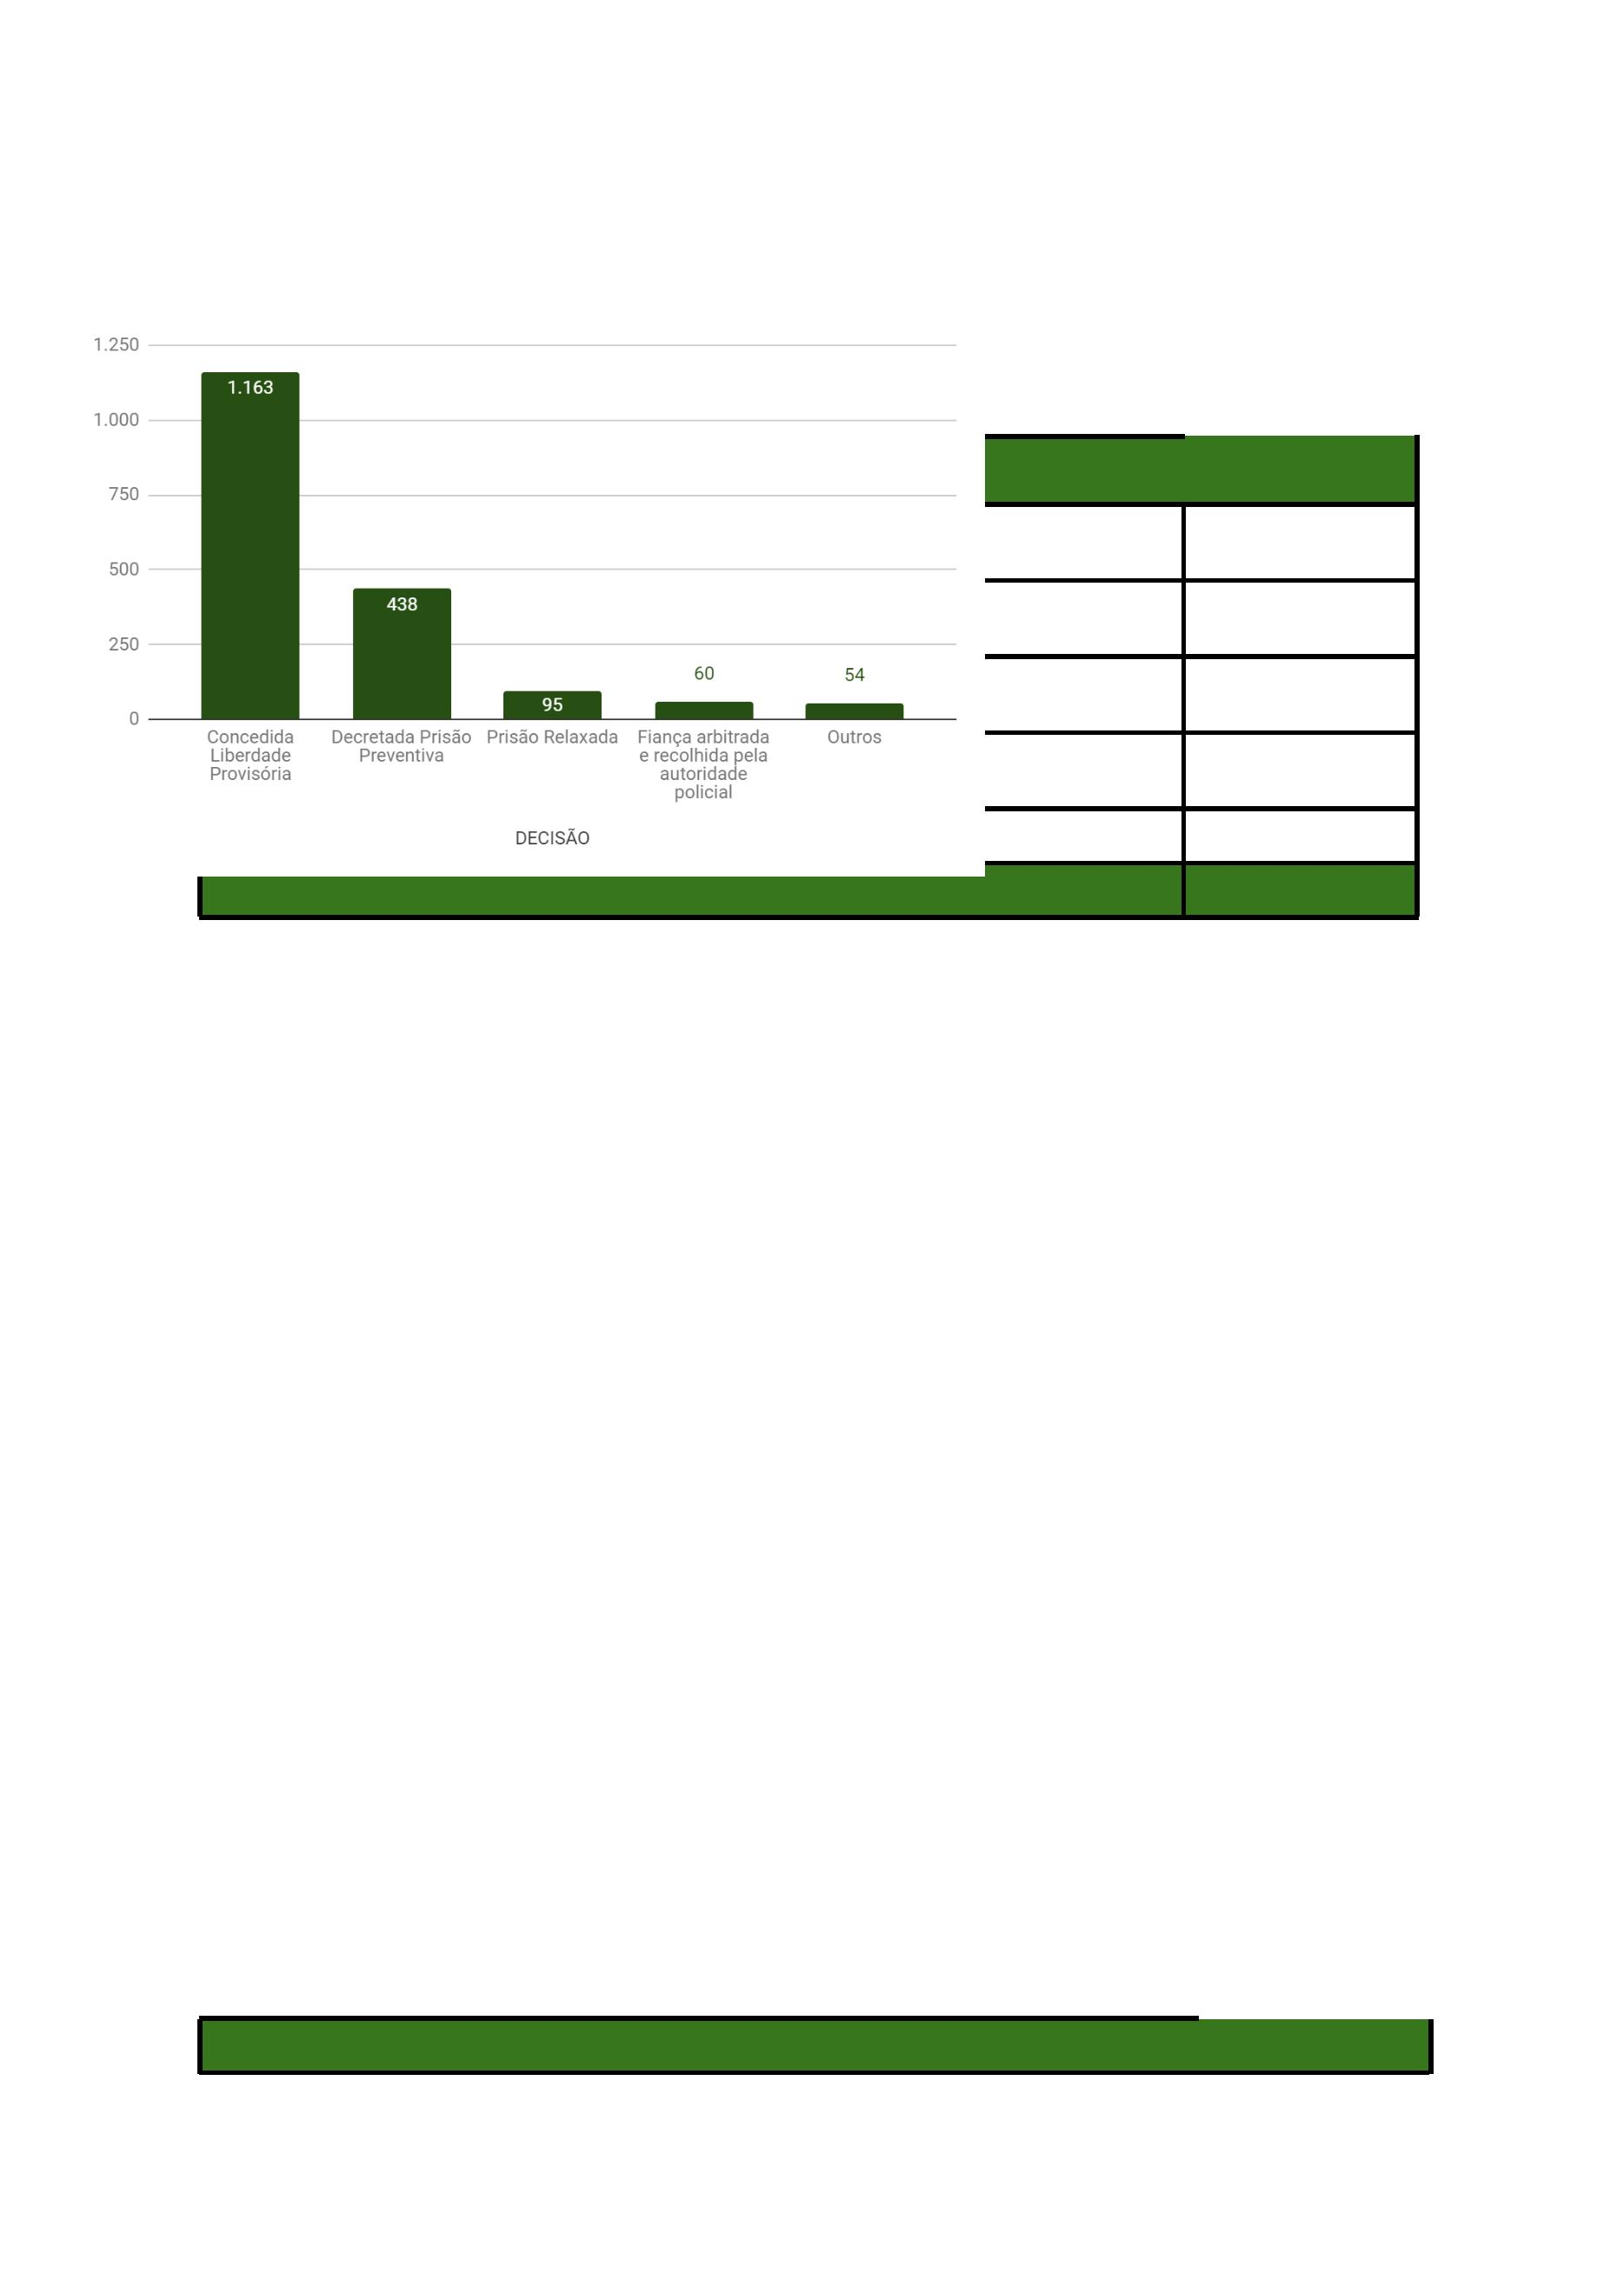 1.250
1.000
750
500
250
0
1.163
438
95
60
54
Concedida
Liberdade
Provisória
Decretada Prisão
Preventiva
Prisão Relaxada
Fiança arbitrada
e recolhida pela
autoridade
policial
Outros
DECISÃO